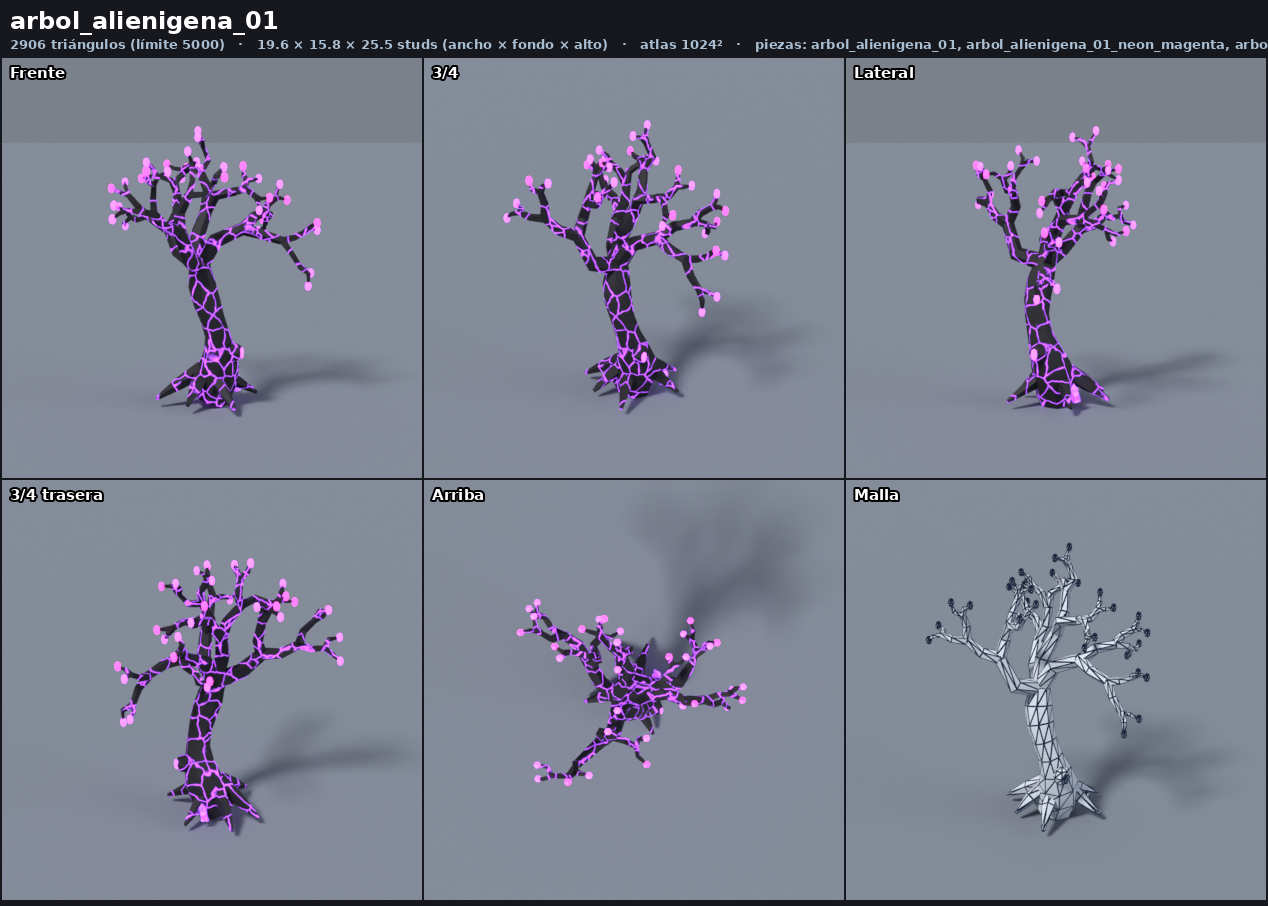 arbol_alienigena_01
2906 triángulos (límite 5000) · 19.6 × 15.8 × 25.5 studs (ancho × fondo × alto) · atlas 1024² · piezas: arbol_alienigena_01, arbol_alienigena_01_neon_magenta, arbo
Frente
3/4
Lateral
3/4 trasera
Arriba
Malla